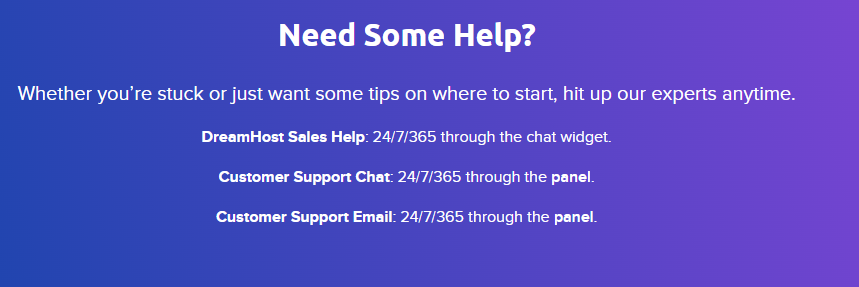 Need Some Help?
Whether you’re stuck or just want some tips on where to start, hit up our experts anytime.
DreamHost Sales Help: 24/7/365 through the chat widget.
Customer Support Chat: 24/7/365 through the panel.
Customer Support Email: 24/7/365 through the panel.